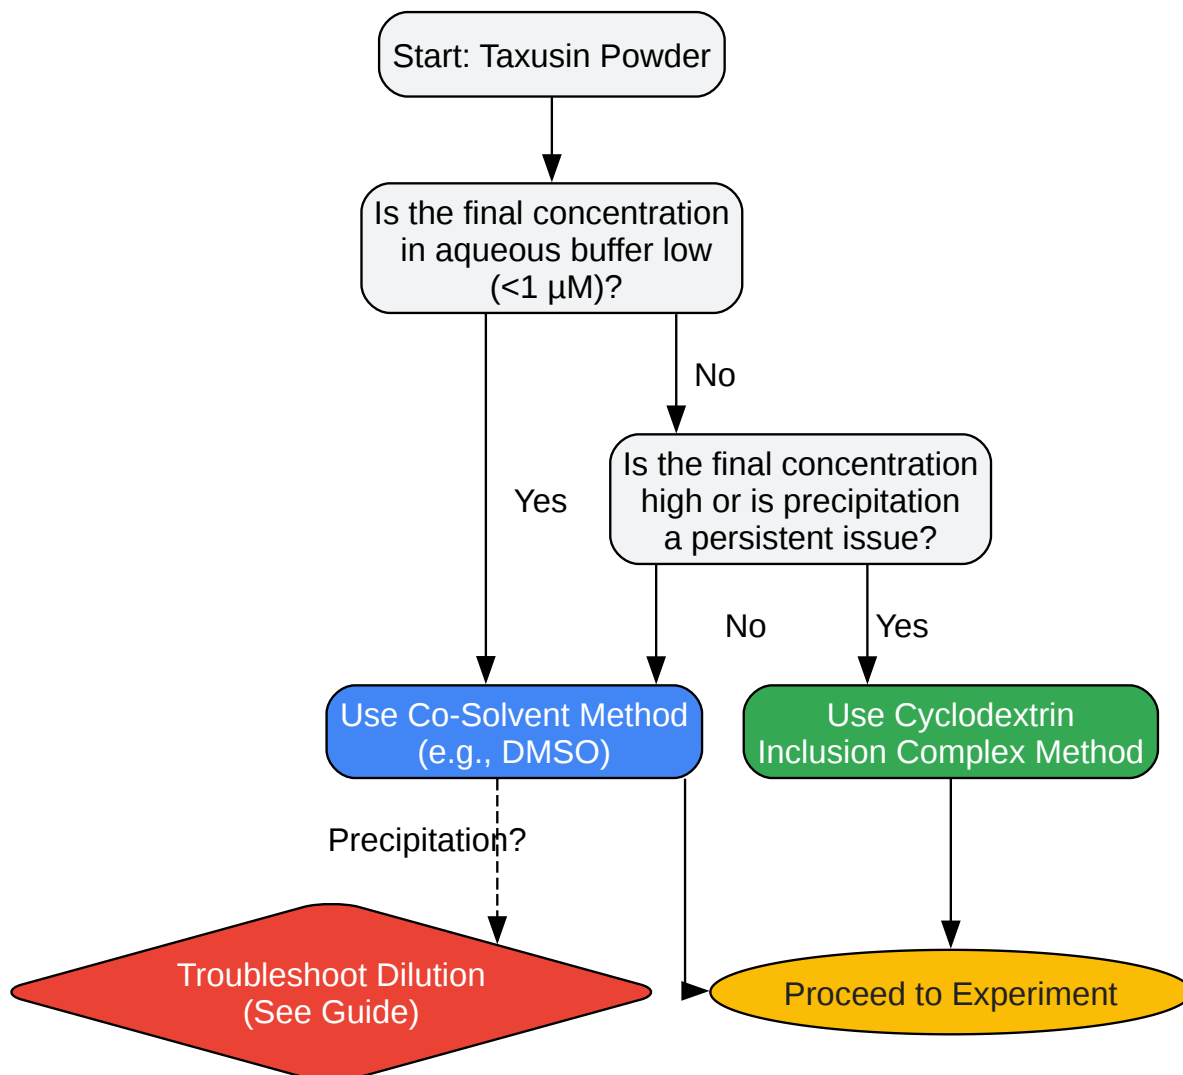 Start: Taxusin Powder
Is the final concentration
in aqueous buffer low
(<1 µM)?
No
Is the final concentration
high or is precipitation
a persistent issue?
Yes
No
Yes
Use Co-Solvent Method
(e.g., DMSO)
Use Cyclodextrin
Inclusion Complex Method
Precipitation?
Troubleshoot Dilution
(See Guide)
Proceed to Experiment